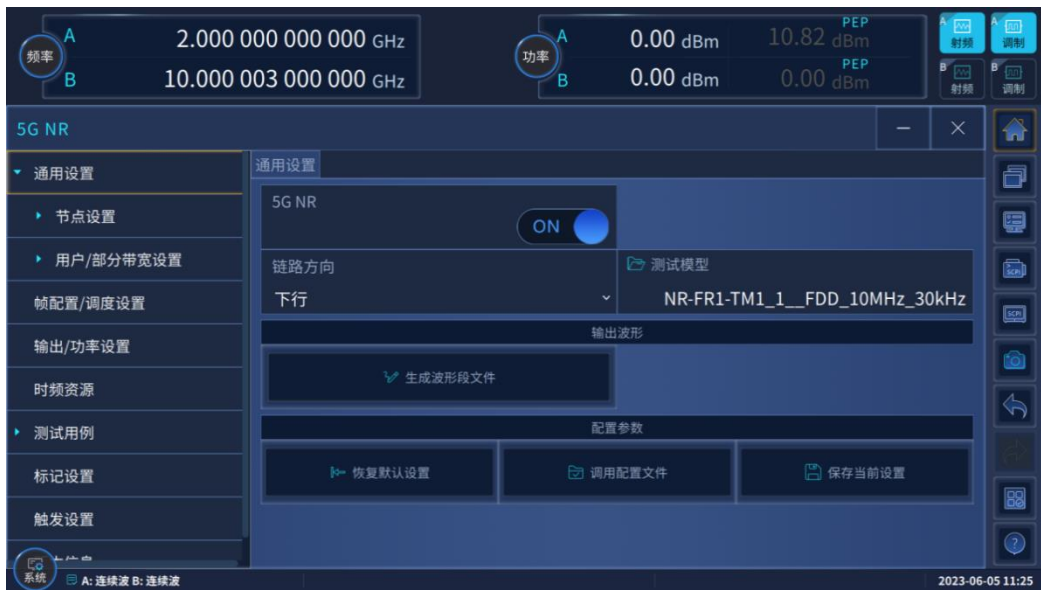 频率
A 2.000 000 000 000 GHz
B 10.000 003 000 000 GHz
功率
A 0.00 dBm PEP 10.82 dBm
B 0.00 dBm PEP 0.00 dBm
A 射频
A 调制
B 射频
B 调制
5G NR
通用设置
节点设置
用户/部分带宽设置
帧配置/调度设置
输出/功率设置
时频资源
测试用例
标记设置
触发设置
通用设置
5G NR
ON
链路方向
下行
测试模型
NR-FR1-TM1_1__FDD_10MHz_30kHz
输出波形
生成波形段文件
配置参数
恢复默认设置
调用配置文件
保存当前设置
SCPI
SCPI
系统
A: 连续波 B: 连续波
2023-06-05 11:25